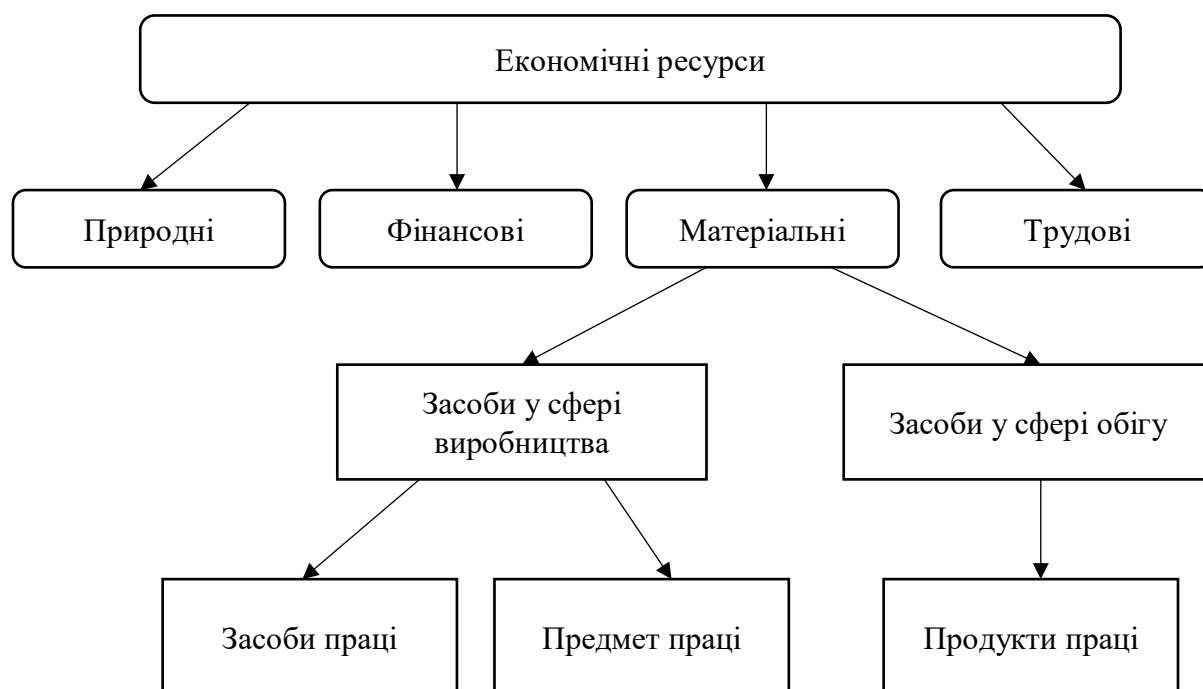 Економічні ресурси
Природні
Фінансові
Матеріальні
Трудові
Засоби у сфері
виробництва
Засоби у сфері обігу
Засоби праці
Предмет праці
Продукти праці